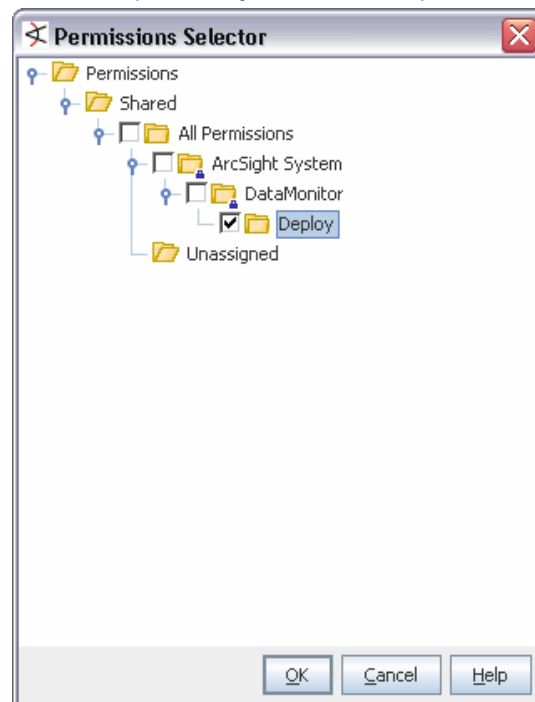 Permissions Selector
Permissions
Shared
All Permissions
ArcSight System
DataMonitor
Deploy
Unassigned
OK
Cancel
Help